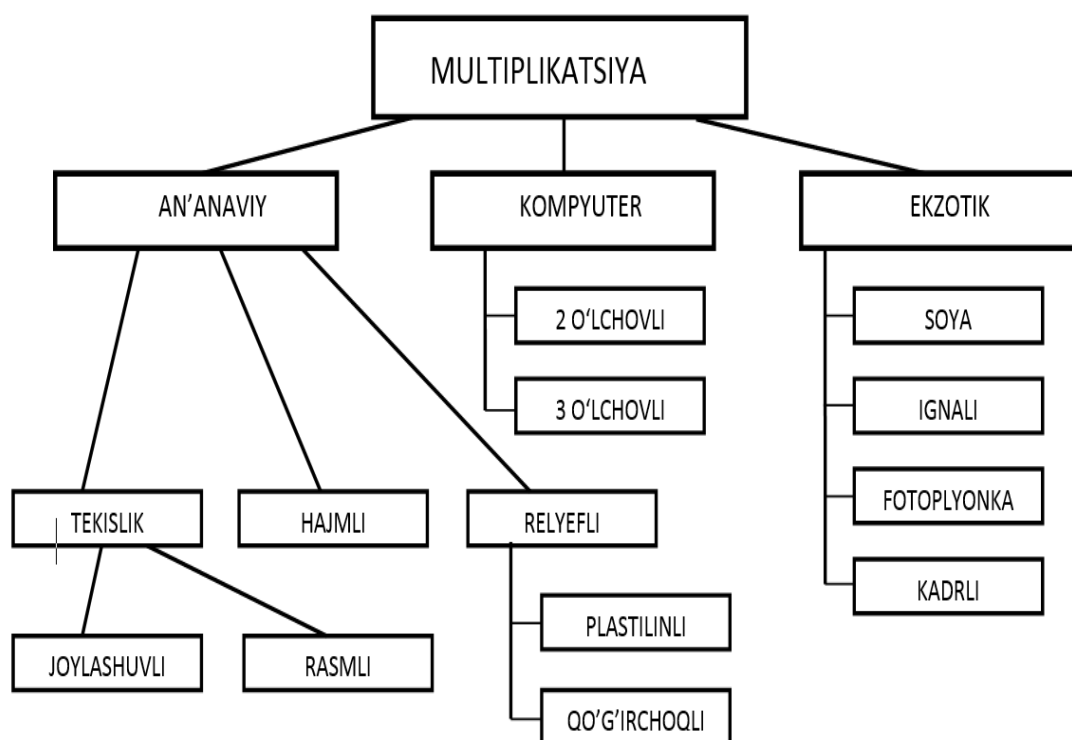 MULTIPLIKATSIYA
AN’ANAVIY
KOMPYUTER
EKZOTIK
2 O‘LCHOVLI
3 O‘LCHOVLI
SOYA
IGNALI
FOTOPLYONKA
KADRLI
TEKISLIK
HAJMLI
RELYEFLI
JOYLASHUVLI
RASMLI
PLASTILINLI
QO’G’IRCHOQLI